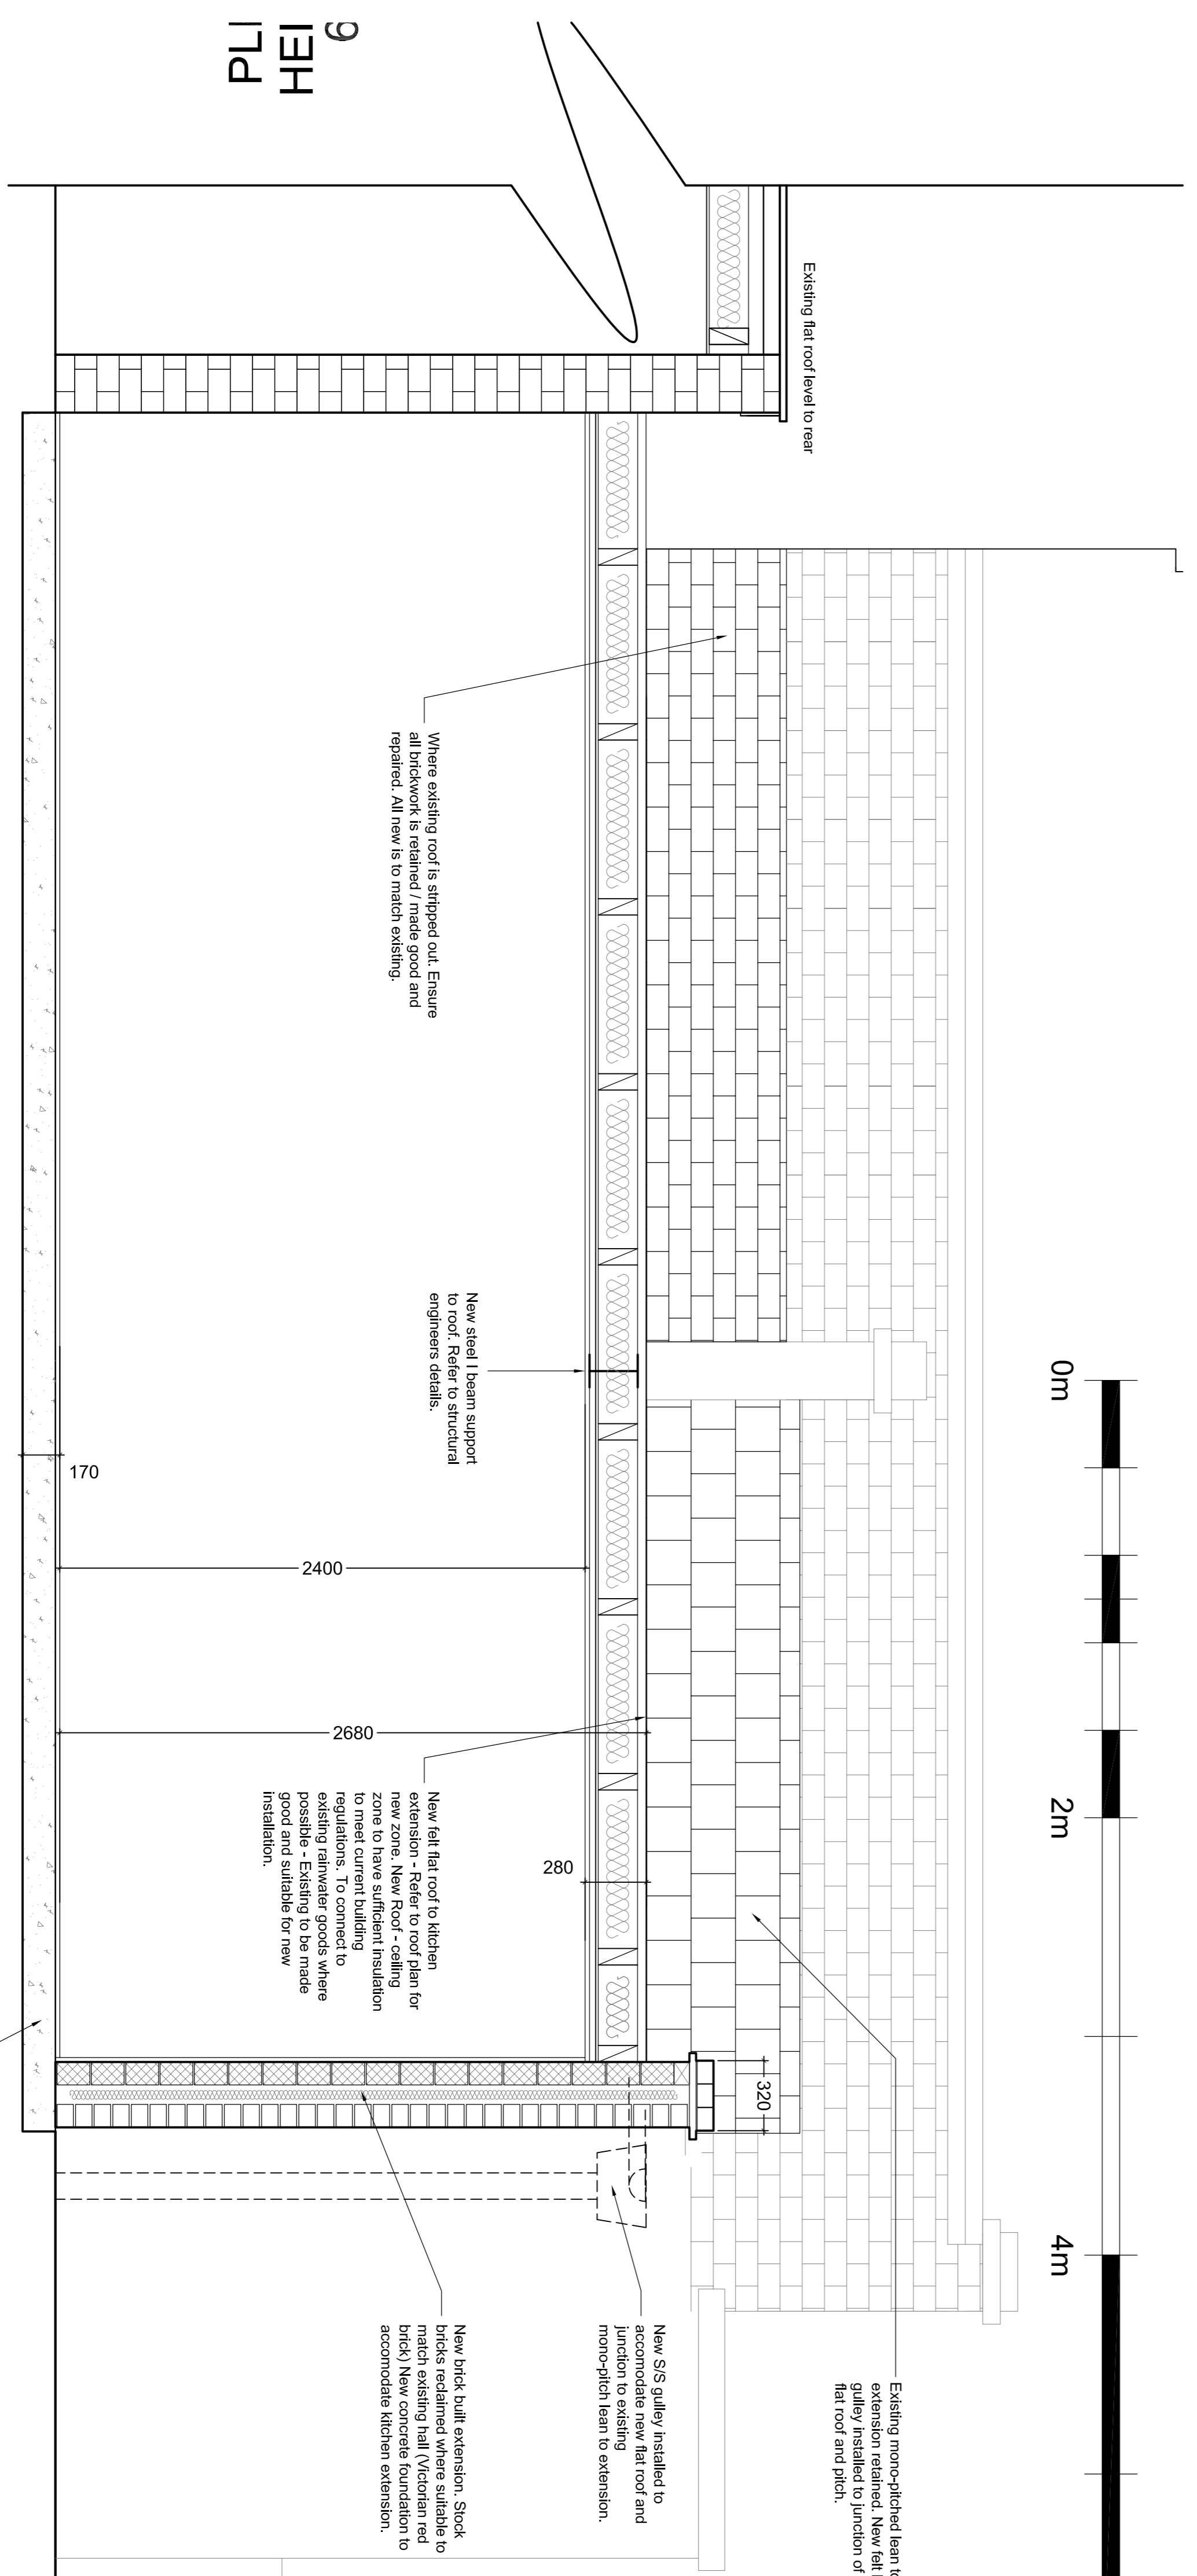 0m
2m
4m
Existing flat roof level to rear
Existing mono-pitched lean
extension retained. New felt
gulley installed to junction of
flat roof and pitch.
320
New S/S gulley installed to
accomodate new flat roof and
junction to existing
mono-pitch lean to extension.
280
New steel I beam support
to roof. Refer to structural
engineers details.
Where existing roof is stripped out. Ensure
all brickwork is retained / made good and
repaired. All new is to match existing.
New felt flat roof to kitchen
extension - Refer to roof plan for
new zone. New Roof - ceiling
zone to have sufficient insulation
to meet current building
regulations. To connect to
existing rainwater goods where
possible - Existing to be made
good and suitable for new
installation.
New brick built extension. Stock
bricks reclaimed where suitable to
match existing hall (Victorian red
brick) New concrete foundation to
accomodate kitchen extension.
2680
2400
170